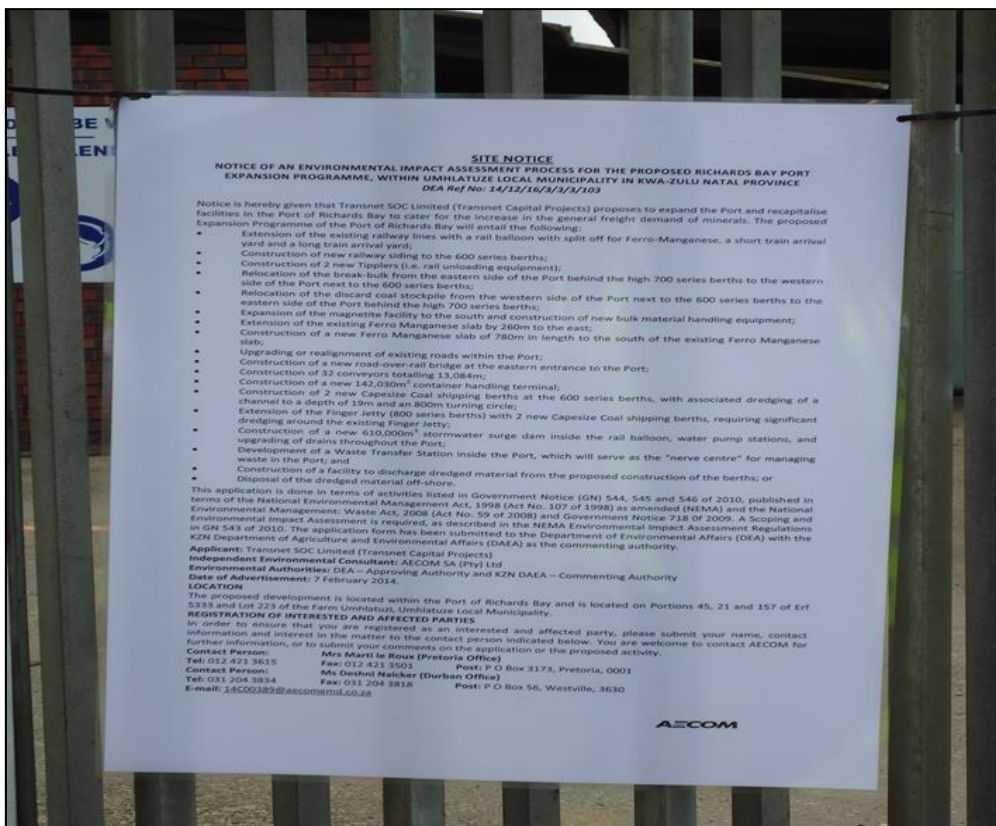 D BE
LEN
SITE NOTICE
NOTICE OF AN ENVIRONMENTAL IMPACT ASSESSMENT PROCESS FOR THE PROPOSED RICHARDS BAY PORT
EXPANSION PROGRAMME, WITHIN UMHLATUZE LOCAL MUNICIPALITY IN KWA-ZULU NATAL PROVINCE
DEA Ref No: 14/12/16/3/3/3/103
Notice is hereby given that Transnet SOC Limited (Transnet Capital Projects) proposes to expand the Port and recapitalise
facilities in the Port of Richards Bay to cater for the increase in the general freight demand of minerals. The proposed
Expansion Programme of the Port of Richards Bay will entail the following:
• Extension of the existing railway lines with a rail balloon with split off for Ferro-Manganese, a short train arrival
yard and a long train arrival yard;
• Construction of new railway siding to the 600 series berths;
• Construction of 2 new Tipplers (i.e. rail unloading equipment);
• Relocation of the break-bulk from the eastern side of the Port behind the high 700 series berths to the western
side of the Port next to the 600 series berths;
• Relocation of the discard coal stockpile from the western side of the Port next to the 600 series berths to the
eastern side of the Port behind the high 700 series berths;
• Expansion of the magnetite facility to the south and construction of new bulk material handling equipment;
• Extension of the existing Ferro Manganese slab by 260m to the east;
• Construction of a new Ferro Manganese slab of 780m in length to the south of the existing Ferro Manganese
slab;
• Upgrading or realignment of existing roads within the Port;
• Construction of a new road-over-rail bridge at the eastern entrance to the Port;
• Construction of 32 conveyors totalling 13,084m;
• Construction of a new 142,030m² container handling terminal;
• Construction of 2 new Capesize Coal shipping berths at the 600 series berths, with associated dredging of a
channel to a depth of 19m and an 800m turning circle;
• Extension of the Finger Jetty (800 series berths) with 2 new Capesize Coal shipping berths, requiring significant
dredging around the existing Finger Jetty;
• Construction of a new 610,000m³ stormwater surge dam inside the rail balloon, water pump stations, and
upgrading of drains throughout the Port;
• Development of a Waste Transfer Station inside the Port, which will serve as the "nerve centre" for managing
waste in the Port; and
• Construction of a facility to discharge dredged material from the proposed construction of the berths; or
• Disposal of the dredged material off-shore.
This application is done in terms of activities listed in Government Notice (GN) 544, 545 and 546 of 2010, published in
terms of the National Environmental Management Act, 1998 (Act No. 107 of 1998) as amended (NEMA) and the National
Environmental Management: Waste Act, 2008 (Act No. 59 of 2008) and Government Notice 718 0f 2009. A Scoping and
Environmental Impact Assessment is required, as described in the NEMA Environmental Impact Assessment Regulations
in GN 543 of 2010. The application form has been submitted to the Department of Environmental Affairs (DEA) with the
KZN Department of Agriculture and Environmental Affairs (DAEA) as the commenting authority.
Applicant: Transnet SOC Limited (Transnet Capital Projects)
Independent Environmental Consultant: AECOM SA (Pty) Ltd
Environmental Authorities: DEA – Approving Authority and KZN DAEA – Commenting Authority
Date of Advertisement: 7 February 2014.
LOCATION
The proposed development is located within the Port of Richards Bay and is located on Portions 45, 21 and 157 of Erf
5333 and Lot 223 of the Farm Umhlatuzi, Umhlatuze Local Municipality.
REGISTRATION OF INTERESTED AND AFFECTED PARTIES
In order to ensure that you are registered as an interested and affected party, please submit your name, contact
information and interest in the matter to the contact person indicated below. You are welcome to contact AECOM for
further information, or to submit your comments on the application or the proposed activity.
Contact Person: Mrs Marti le Roux (Pretoria Office)
Tel: 012 421 3615 Fax: 012 421 3501 Post: P O Box 3173, Pretoria, 0001
Contact Person: Ms Deshni Naicker (Durban Office)
Tel: 031 204 3834 Fax: 031 204 3818 Post: P O Box 56, Westville, 3630
E-mail: 14C00389@aecomemd.co.za
AECOM